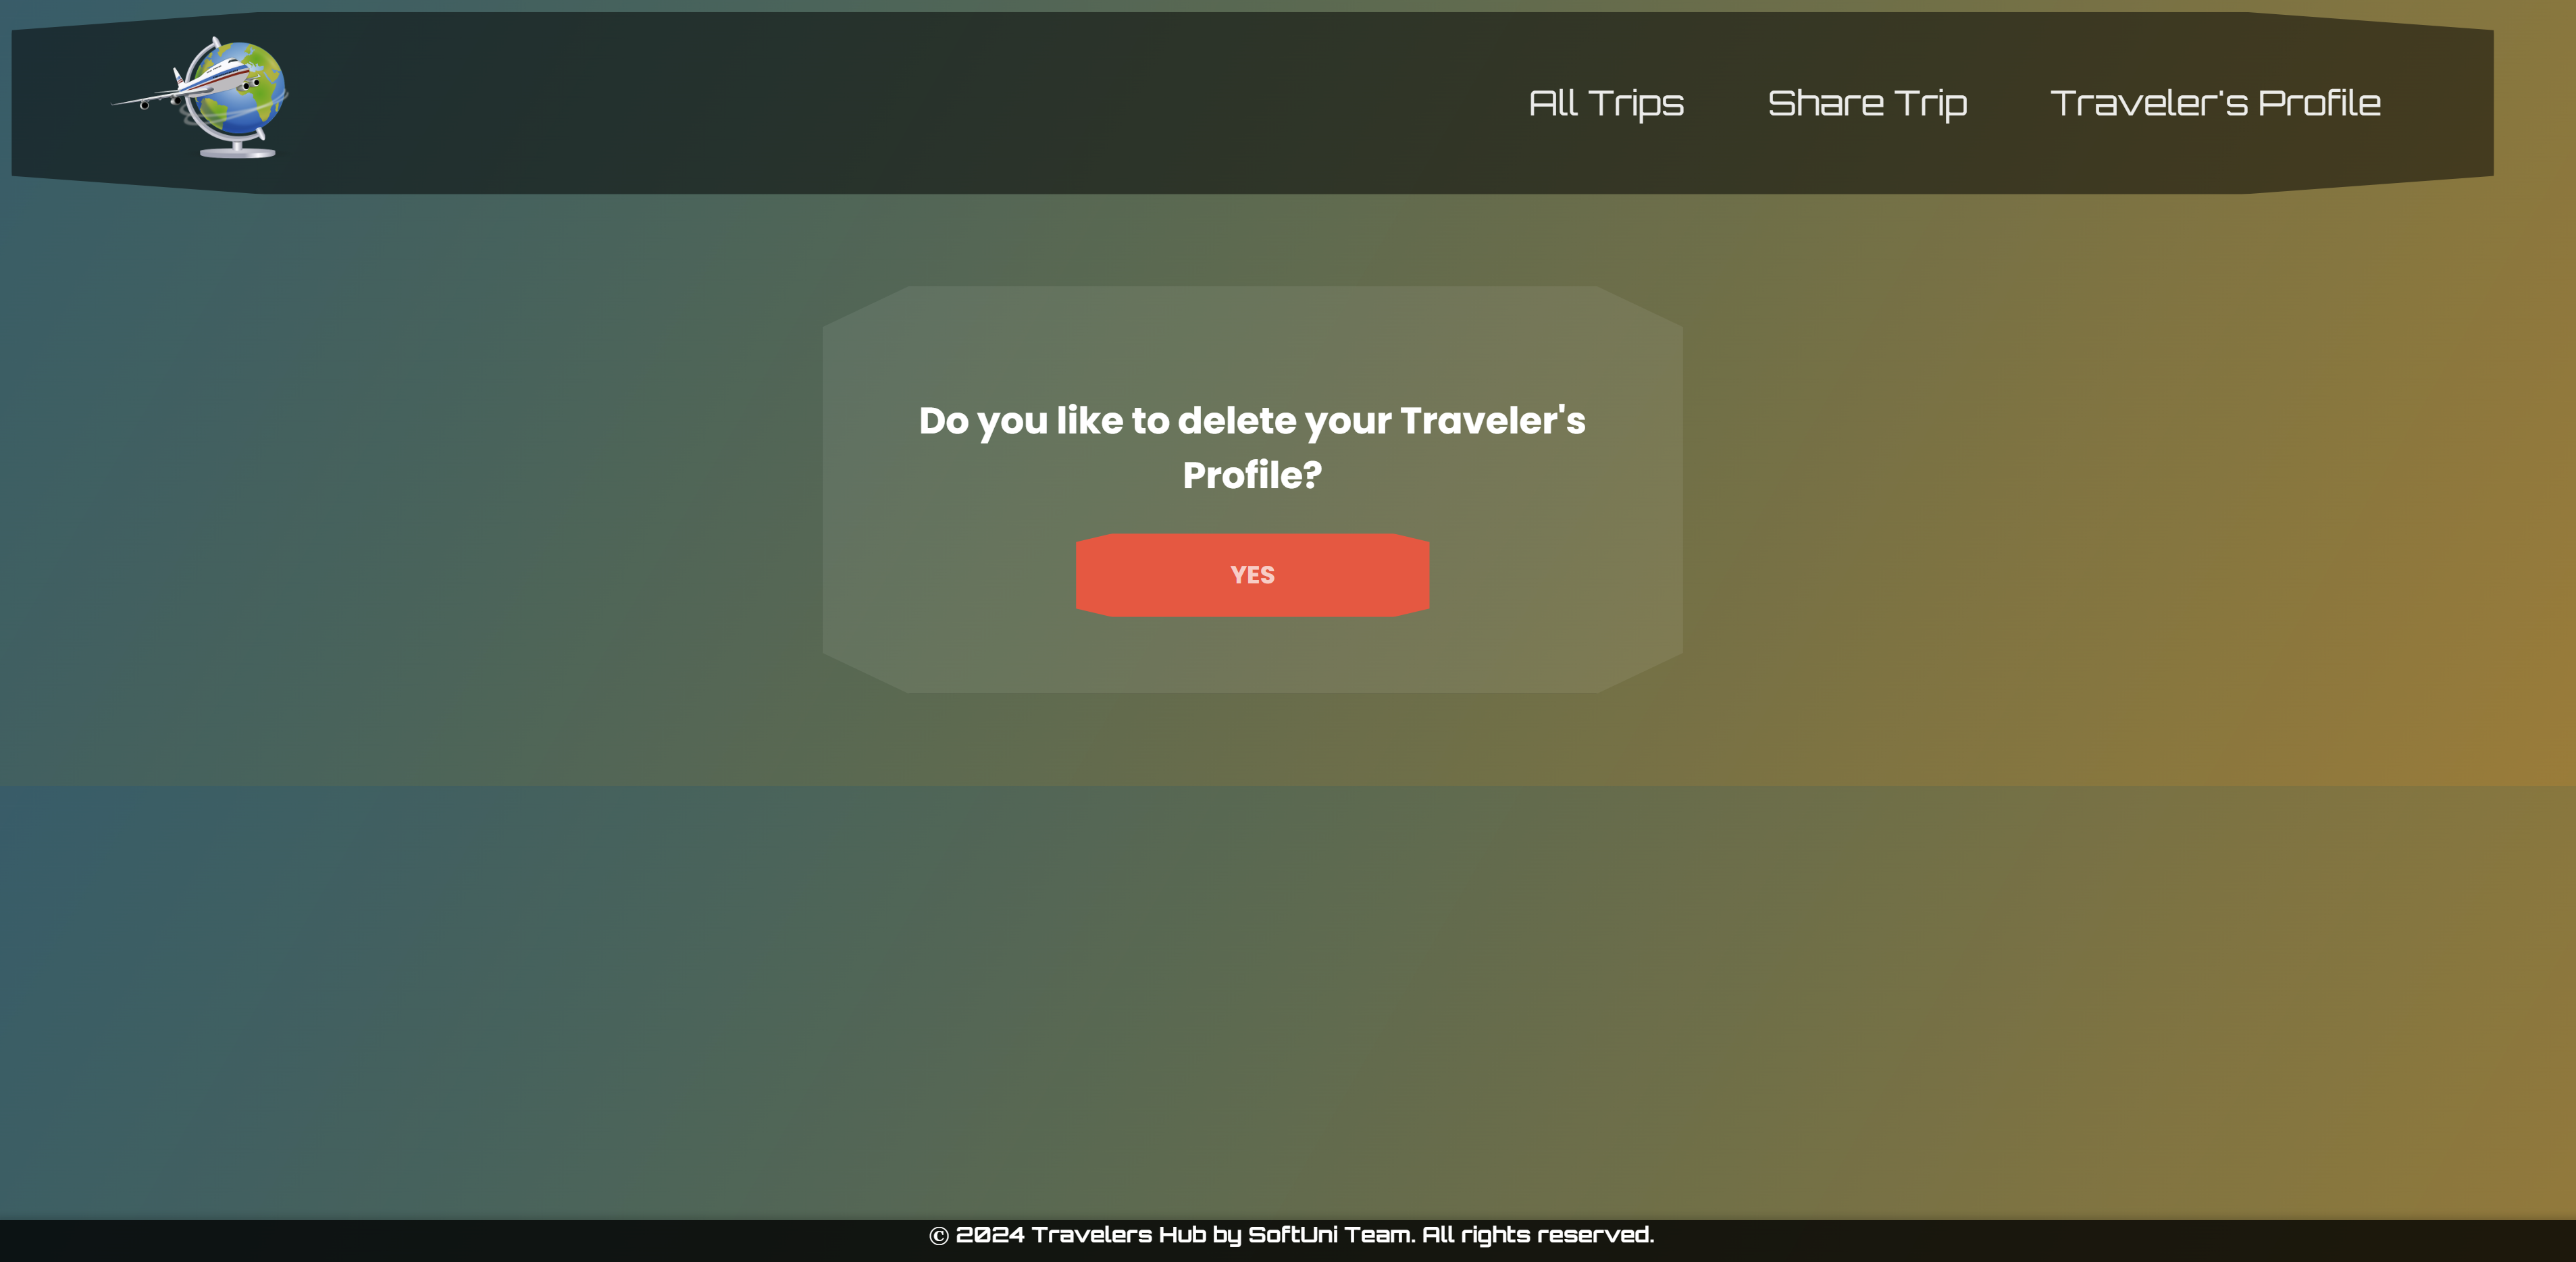 All Trips Share Trip Traveler's Profile
Do you like to delete your Traveler's
Profile?
YES
© 2024 Travelers Hub by SoftUni Team. All rights reserved.